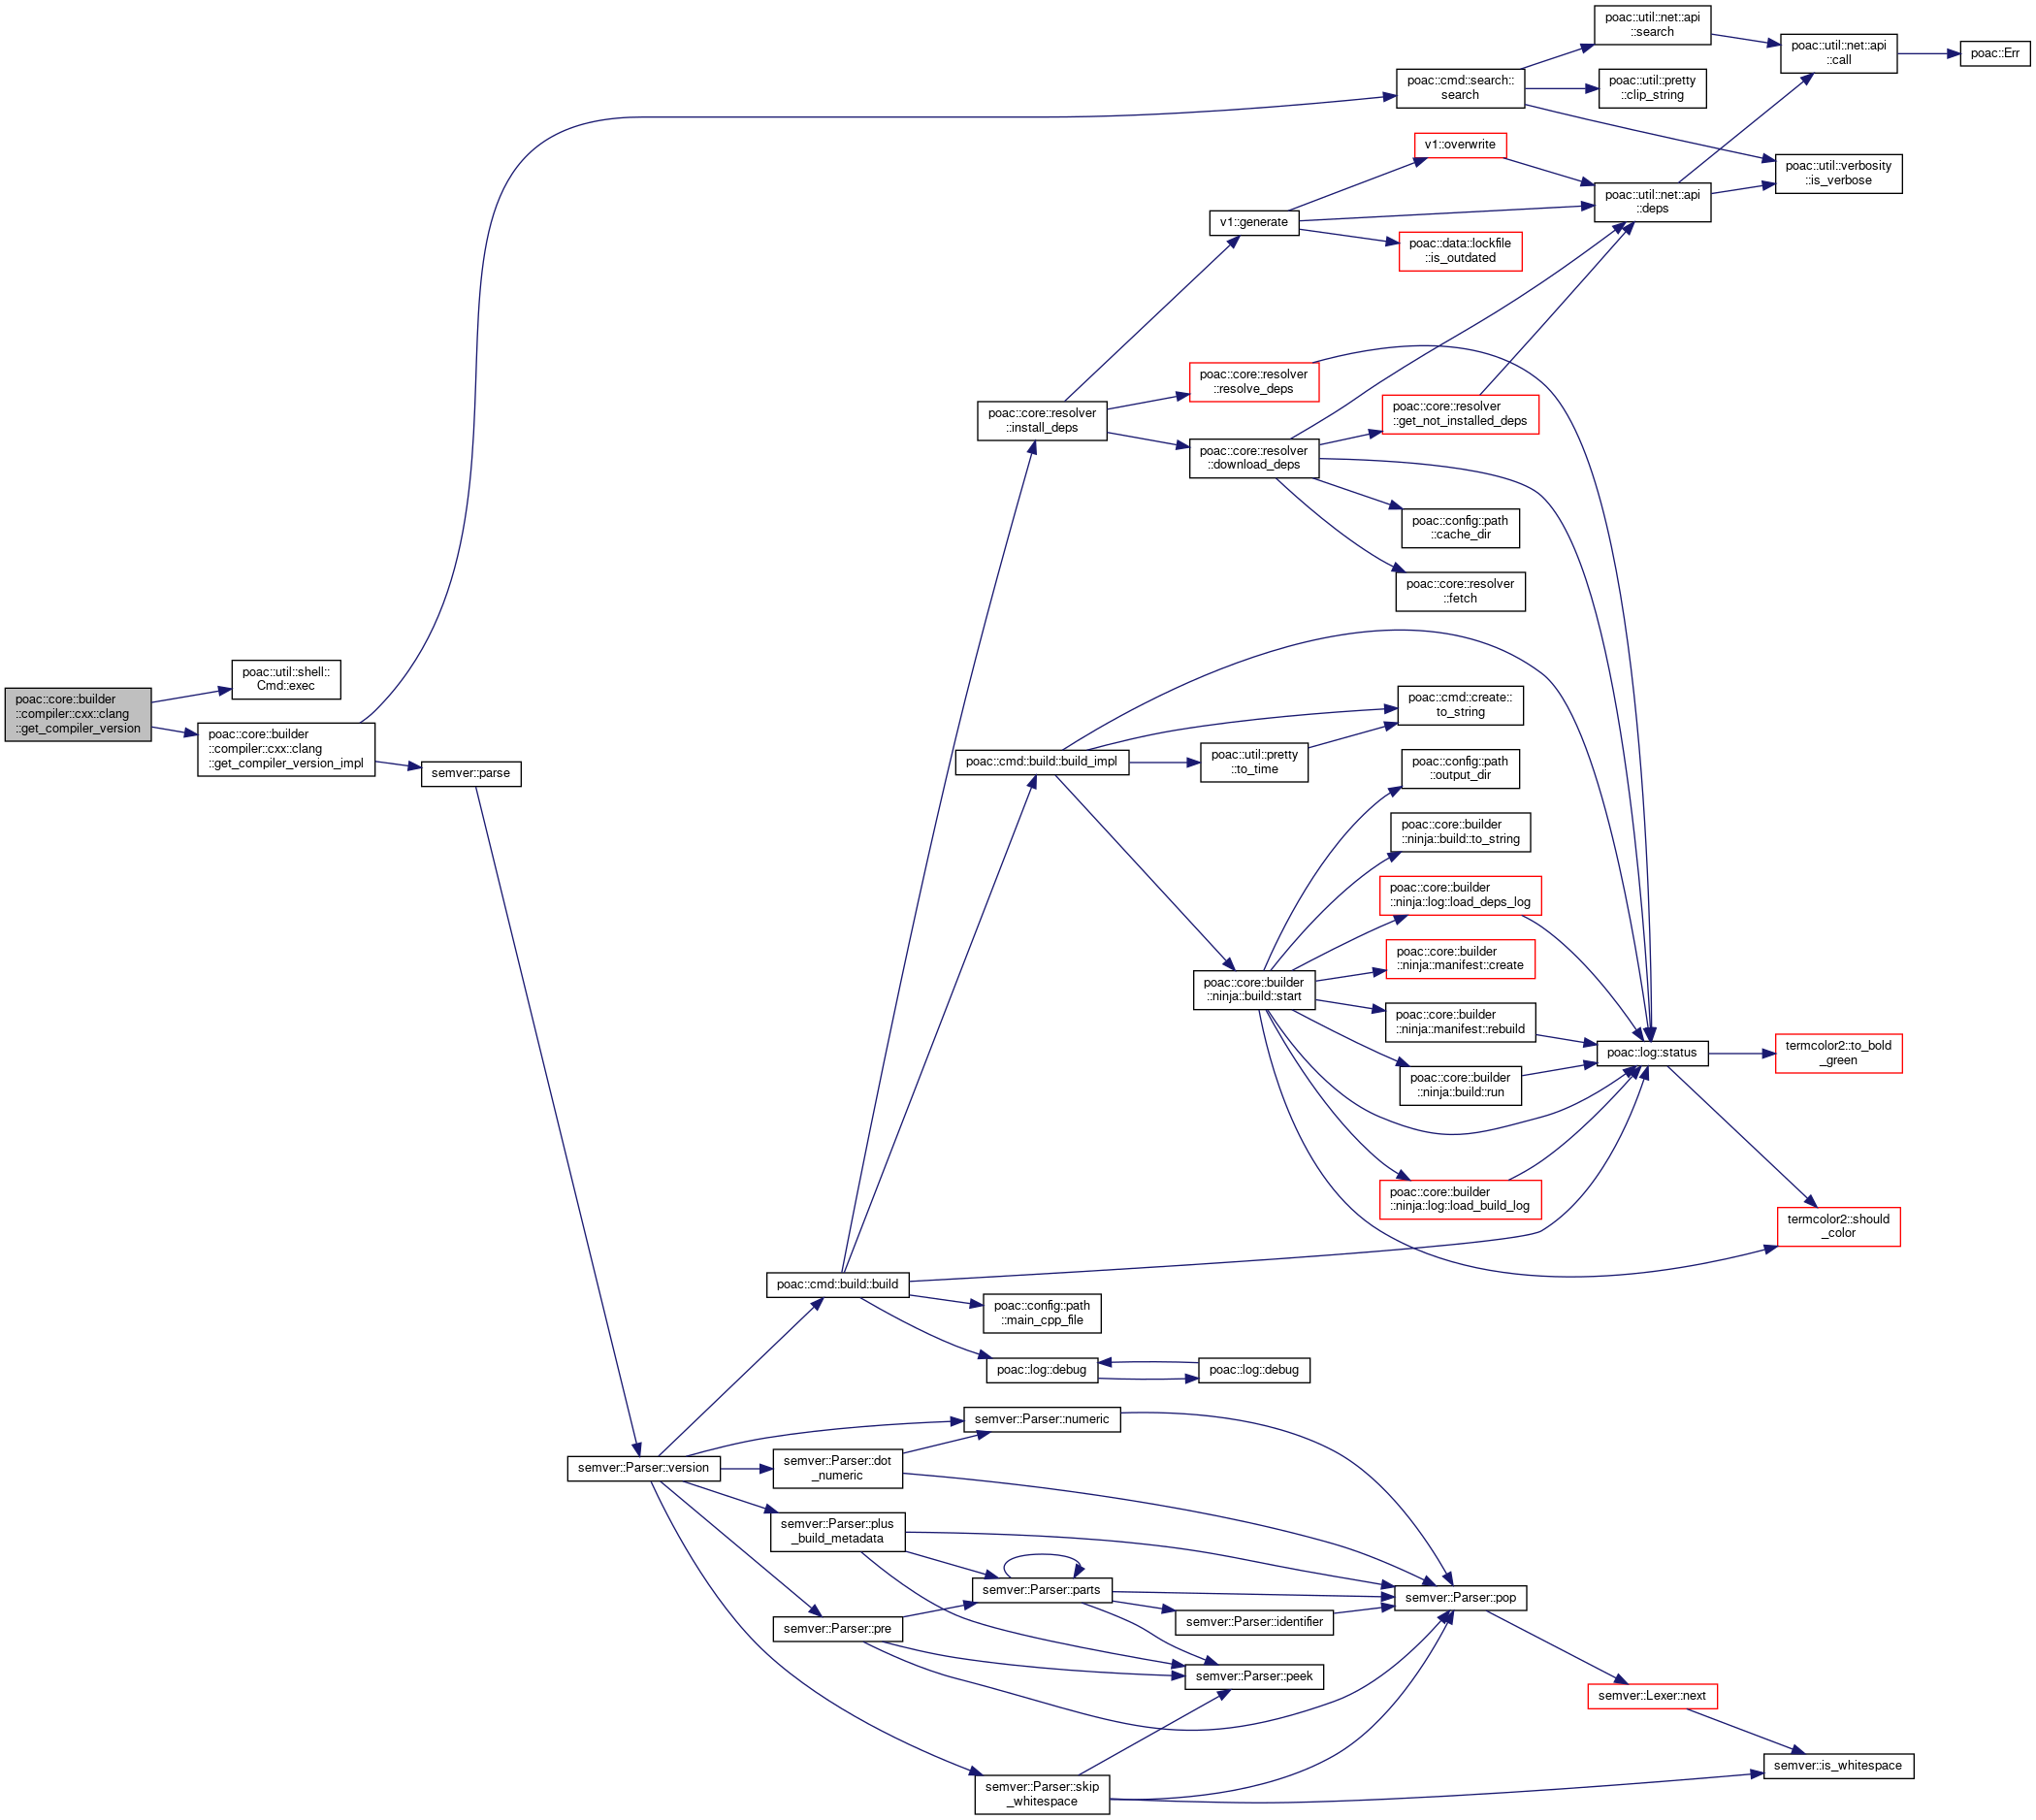 poac::core::builder
::compiler::cxx::clang
::get_compiler_version
poac::util::shell::
Cmd::exec
poac::core::builder
::compiler::cxx::clang
::get_compiler_version_impl
semver::parse
semver::Parser::version
poac::cmd::build::build
semver::Parser::dot
_numeric
semver::Parser::plus
_build_metadata
semver::Parser::pre
poac::core::resolver
::install_deps
poac::cmd::build::build_impl
poac::config::path
::main_cpp_file
poac::log::debug
semver::Parser::numeric
semver::Parser::parts
semver::Parser::skip
_whitespace
v1::generate
poac::core::resolver
::resolve_deps
poac::core::resolver
::download_deps
poac::util::pretty
::to_time
poac::core::builder
::ninja::build::start
poac::log::debug
semver::Parser::identifier
semver::Parser::peek
poac::cmd::search::
search
v1::overwrite
poac::data::lockfile
::is_outdated
poac::core::resolver
::get_not_installed_deps
poac::config::path
::cache_dir
poac::core::resolver
::fetch
poac::cmd::create::
to_string
poac::config::path
::output_dir
poac::core::builder
::ninja::build::to_string
poac::core::builder
::ninja::log::load_deps_log
poac::core::builder
::ninja::manifest::create
poac::core::builder
::ninja::manifest::rebuild
poac::core::builder
::ninja::build::run
poac::core::builder
::ninja::log::load_build_log
semver::Parser::pop
poac::util::net::api
::search
poac::util::pretty
::clip_string
poac::util::net::api
::deps
poac::log::status
semver::Lexer::next
poac::util::net::api
::call
poac::util::verbosity
::is_verbose
termcolor2::to_bold
_green
termcolor2::should
_color
semver::is_whitespace
poac::Err